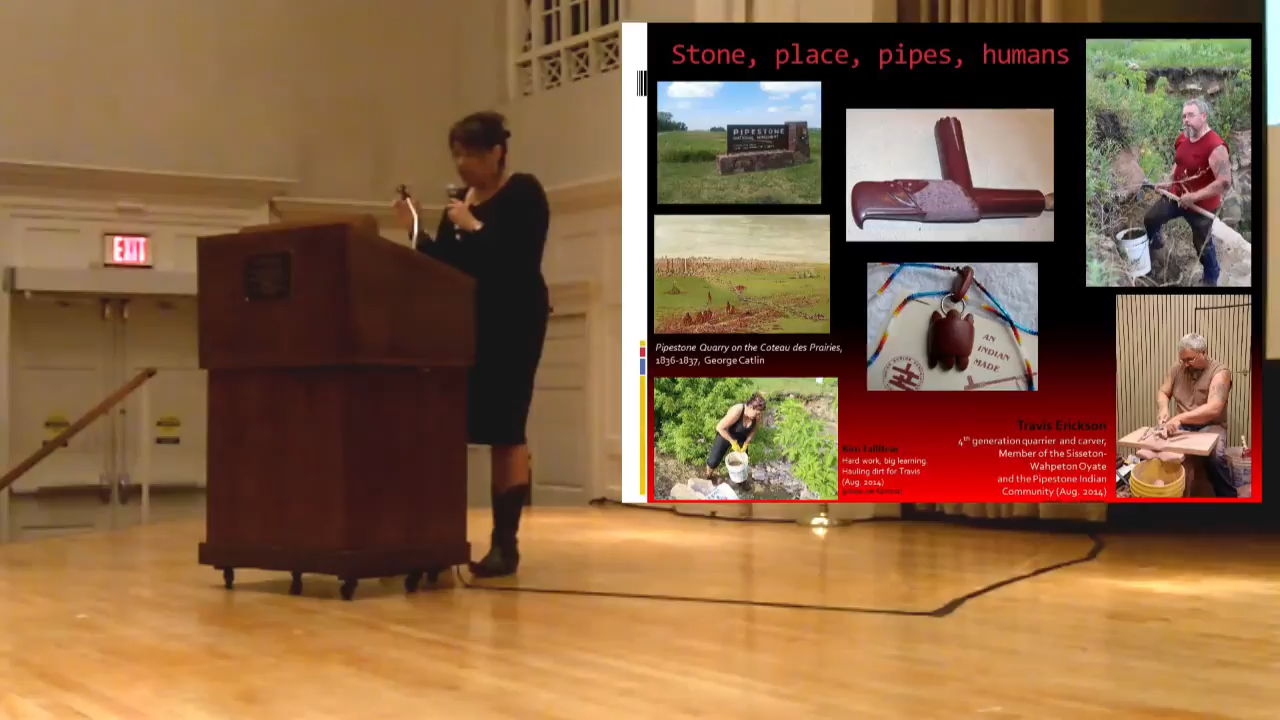 Stone, place, pipes, humans
EXIT
PIPESTONE
Pipestone Quarry on the Coteau des Prairies,
1836-1837, George Catlin
AN
INDIAN
MADE
Hard work, big learning.
Hauling dirt for Travis
(Aug. 2014)
Travis Erickson
4th generation quarrier and carver,
Member of the Sisseton-
Wahpeton Oyate
and the Pipestone Indian
Community (Aug. 2014)